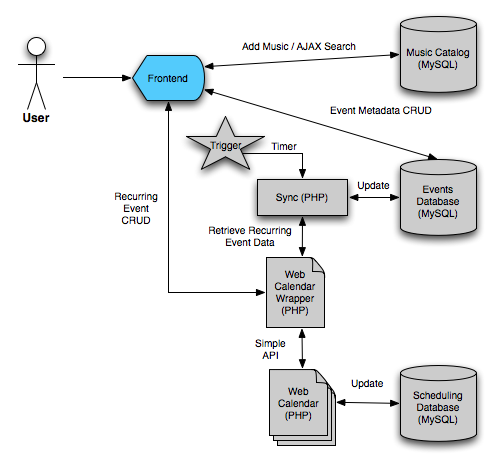 Add Music / AJAX Search
Music Catalog
(MySQL)
Frontend
User
Event Metadata CRUD
Trigger
Timer
Recurring
Event
CRUD
Sync (PHP)
Update
Events
Database
(MySQL)
Retrieve Recurring
Event Data
Web
Calendar
Wrapper
(PHP)
Simple
API
Web
Calendar
(PHP)
Update
Scheduling
Database
(MySQL)